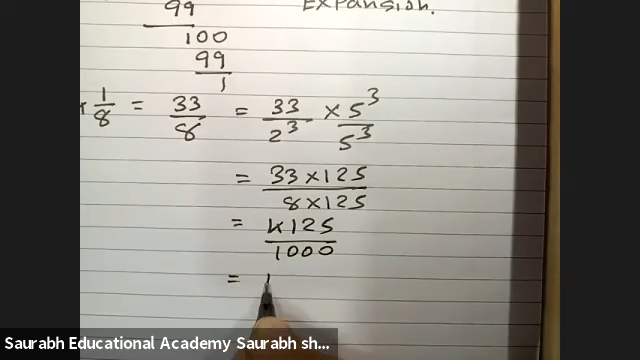 99
Expansion.
100
99
1
× 1/8 = 33/8 = 33/2³ × 5³/5³
= 33×125 / 8×125
= 4125/1000
=
Saurabh Educational Academy Saurabh sh...